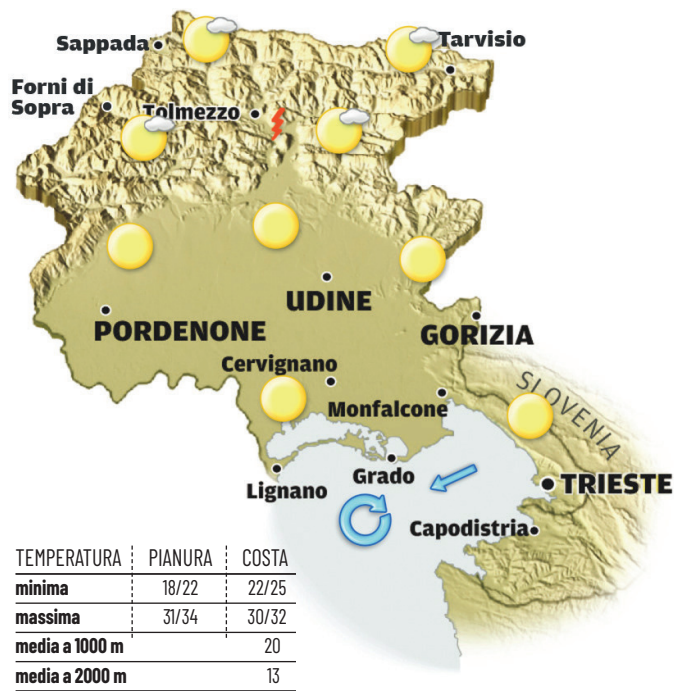 Sappada
Tarvisio
Forni di
Sopra
Tolmezzo
UDINE
PORDENONE
GORIZIA
Cervignano
SLOVENIA
Monfalcone
Grado
TRIESTE
Lignano
Capodistria
TEMPERATURA PIANURA COSTA
minima 18/22 22/25
massima 31/34 30/32
media a 1000 m 20
media a 2000 m 13